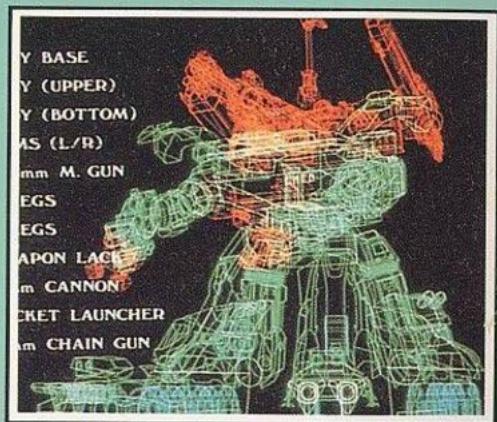 Y BASE
Y (UPPER)
Y (BOTTOM)
MS (L/R)
mm M. GUN
EGS
EGS
APON LACK
m CANNON
CKET LAUNCHER
m CHAIN GUN